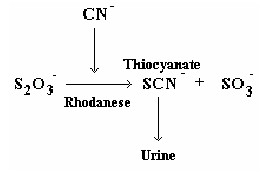 CN⁻
Thiocyanate
S₂O₃⁻ SCN⁻ + SO₃⁻
Rhodanese
Urine